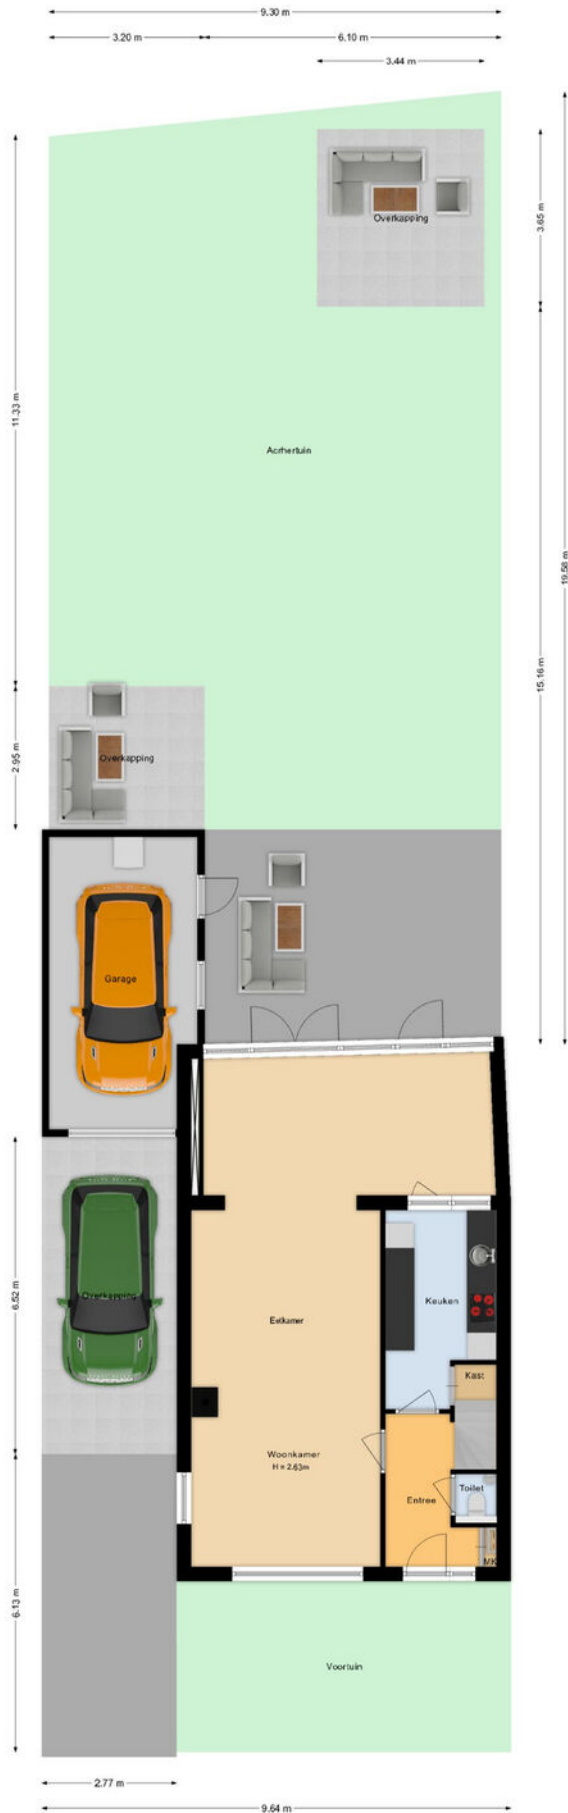 9.30 m
3.20 m
6.10 m
3.44 m
Overkapping
3.65 m
11.33 m
Acrhertuin
19.58 m
15.16 m
2.95 m
Overkapping
Garage
6.52 m
Overkapping
Keuken
Eetkamer
Kast
Woonkamer
H = 2.63m
Toilet
Entree
MK
6.13 m
Voortuin
2.77 m
9.64 m